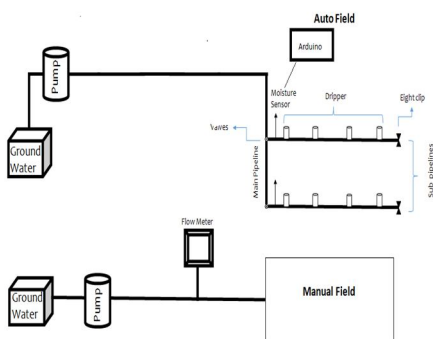 Auto Field
Arduino
Pump
Moisture
Sensor
Dripper
Eight clip
Vawes
Ground
Water
Main Pipeline
Sub pipelines
Flow Meter
Ground
Water
Pump
Manual Field